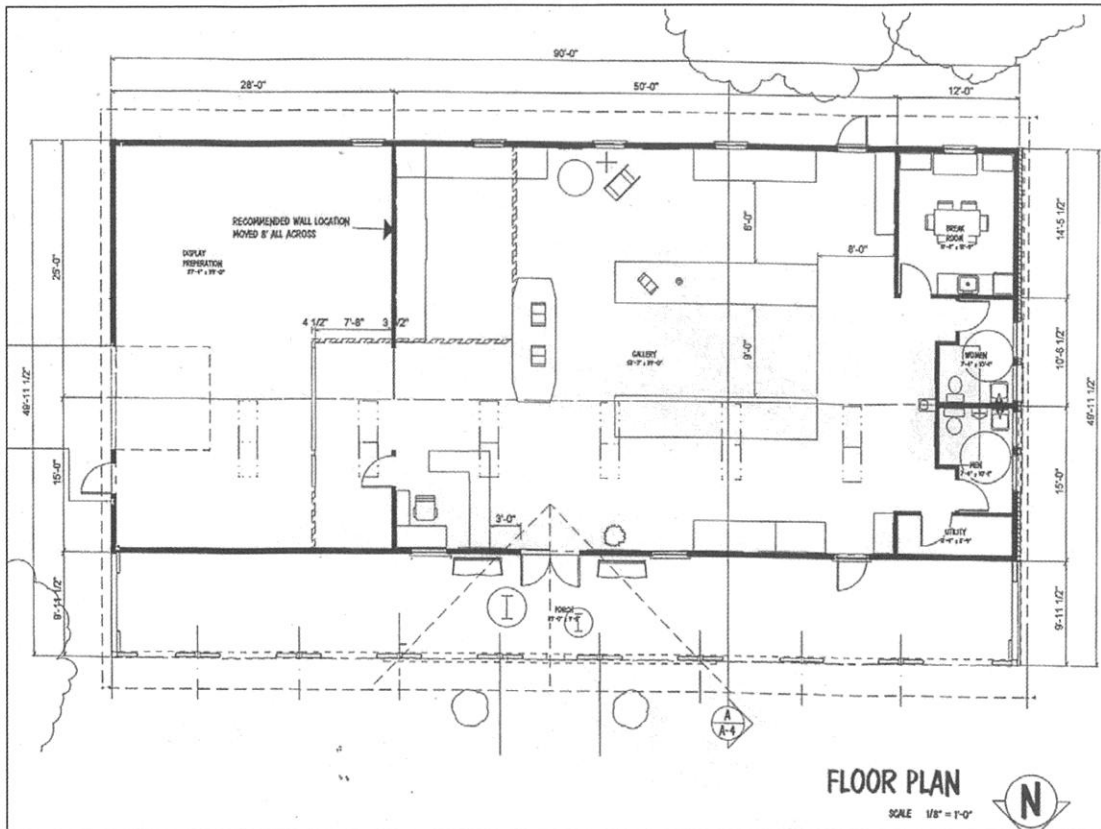 90'-0"
28'-0"
50'-0"
12'-0"
RECOMMENDED WALL LOCATION
MOVED 8' ALL ACROSS
DISPLAY
PREPERATION
25'-0"
49'-11 1/2"
15'-0"
9'-11 1/2"
4 1/2"
7'-8"
3 1/2"
6'-0"
8'-0"
9'-0"
3'-0"
GALLERY
BREAK
ROOM
WOMEN
MEN
UTILITY
PORCH
14'-5 1/2"
10'-6 1/2"
15'-0"
9'-11 1/2"
49'-11 1/2"
I
I
A
A-4
FLOOR PLAN
SCALE 1/8" = 1'-0"
N